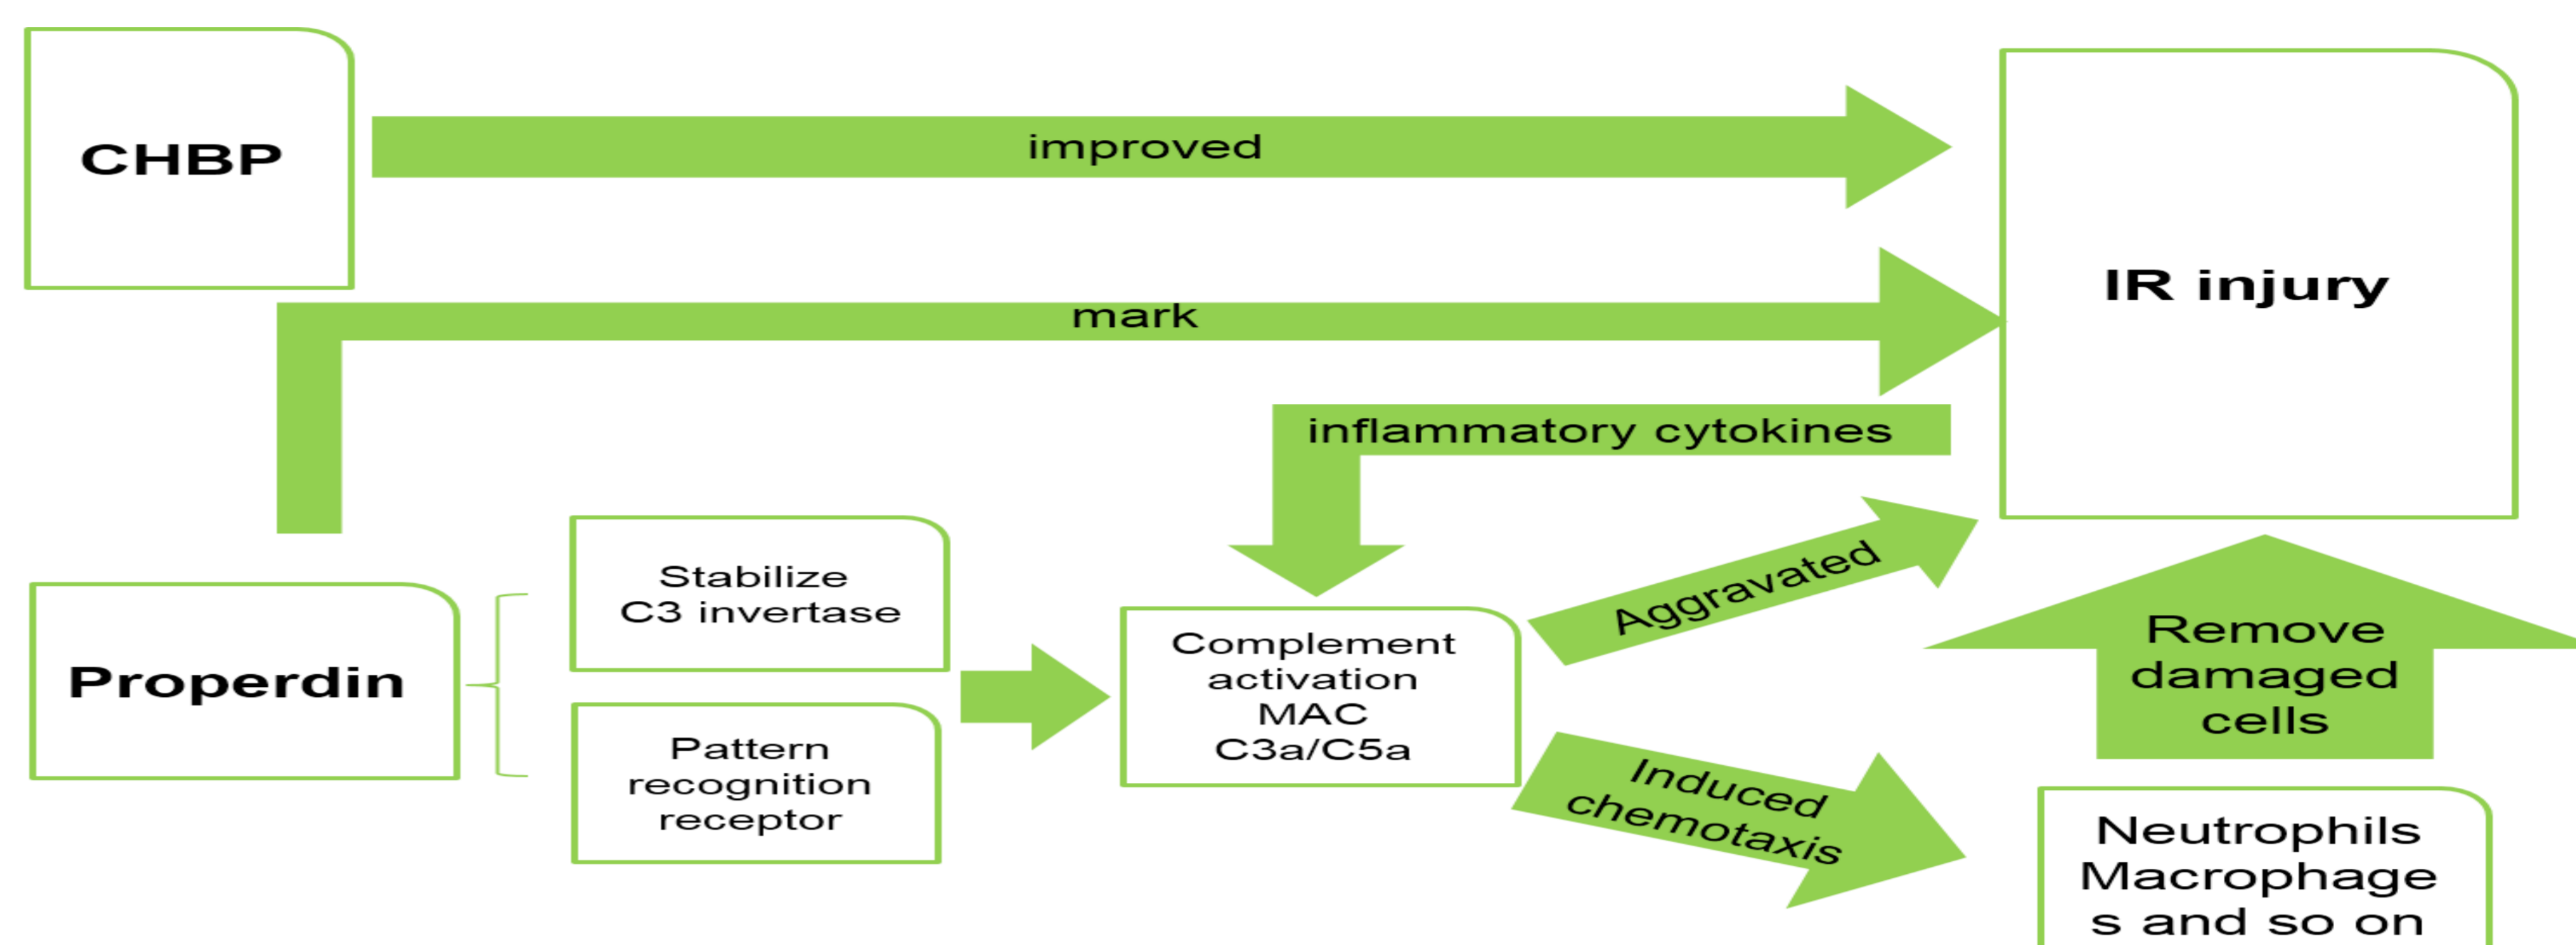 CHBP
improved
IR injury
mark
inflammatory cytokines
Aggravated
Stabilize
C3 invertase
Properdin
Pattern
recognition
receptor
Complement
activation
MAC
C3a/C5a
Induced
chemotaxis
Remove
damaged
cells
Neutrophils
Macrophage
s and so on